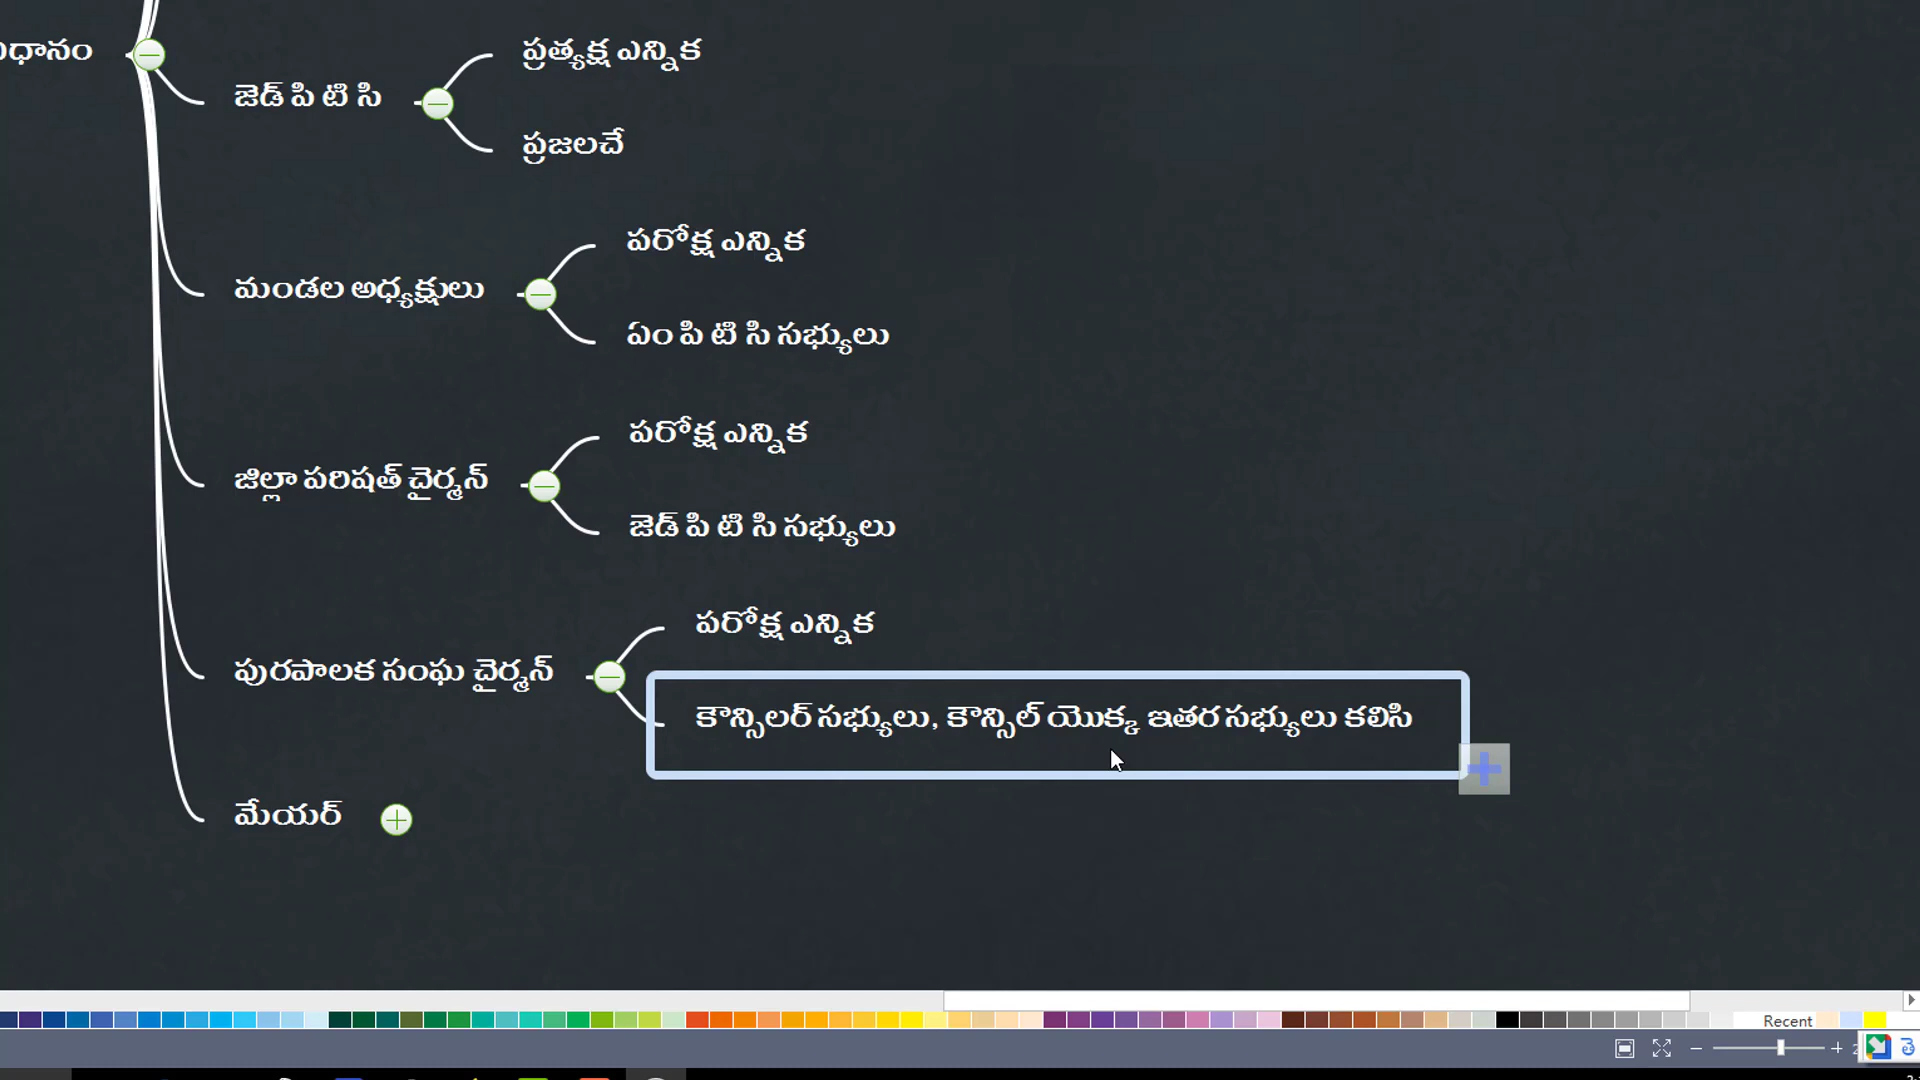 ప్రత్యక్ష ఎన్నిక
జెడ్ పి టి సి
ప్రజలచే
పరోక్ష ఎన్నిక
మండల అధ్యక్షులు
ఏం పి టి సి సభ్యులు
పరోక్ష ఎన్నిక
జిల్లా పరిషత్ చైర్మన్
జెడ్ పి టి సి సభ్యులు
పరోక్ష ఎన్నిక
పురపాలక సంఘ చైర్మన్
కౌన్సిలర్ సభ్యులు, కౌన్సిల్ యొక్క ఇతర సభ్యులు కలిసి
మేయర్
Recent